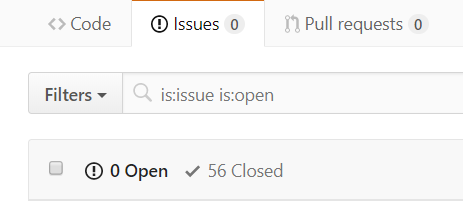 Code Issues 0 Pull requests 0
Filters is:issue is:open
0 Open 56 Closed